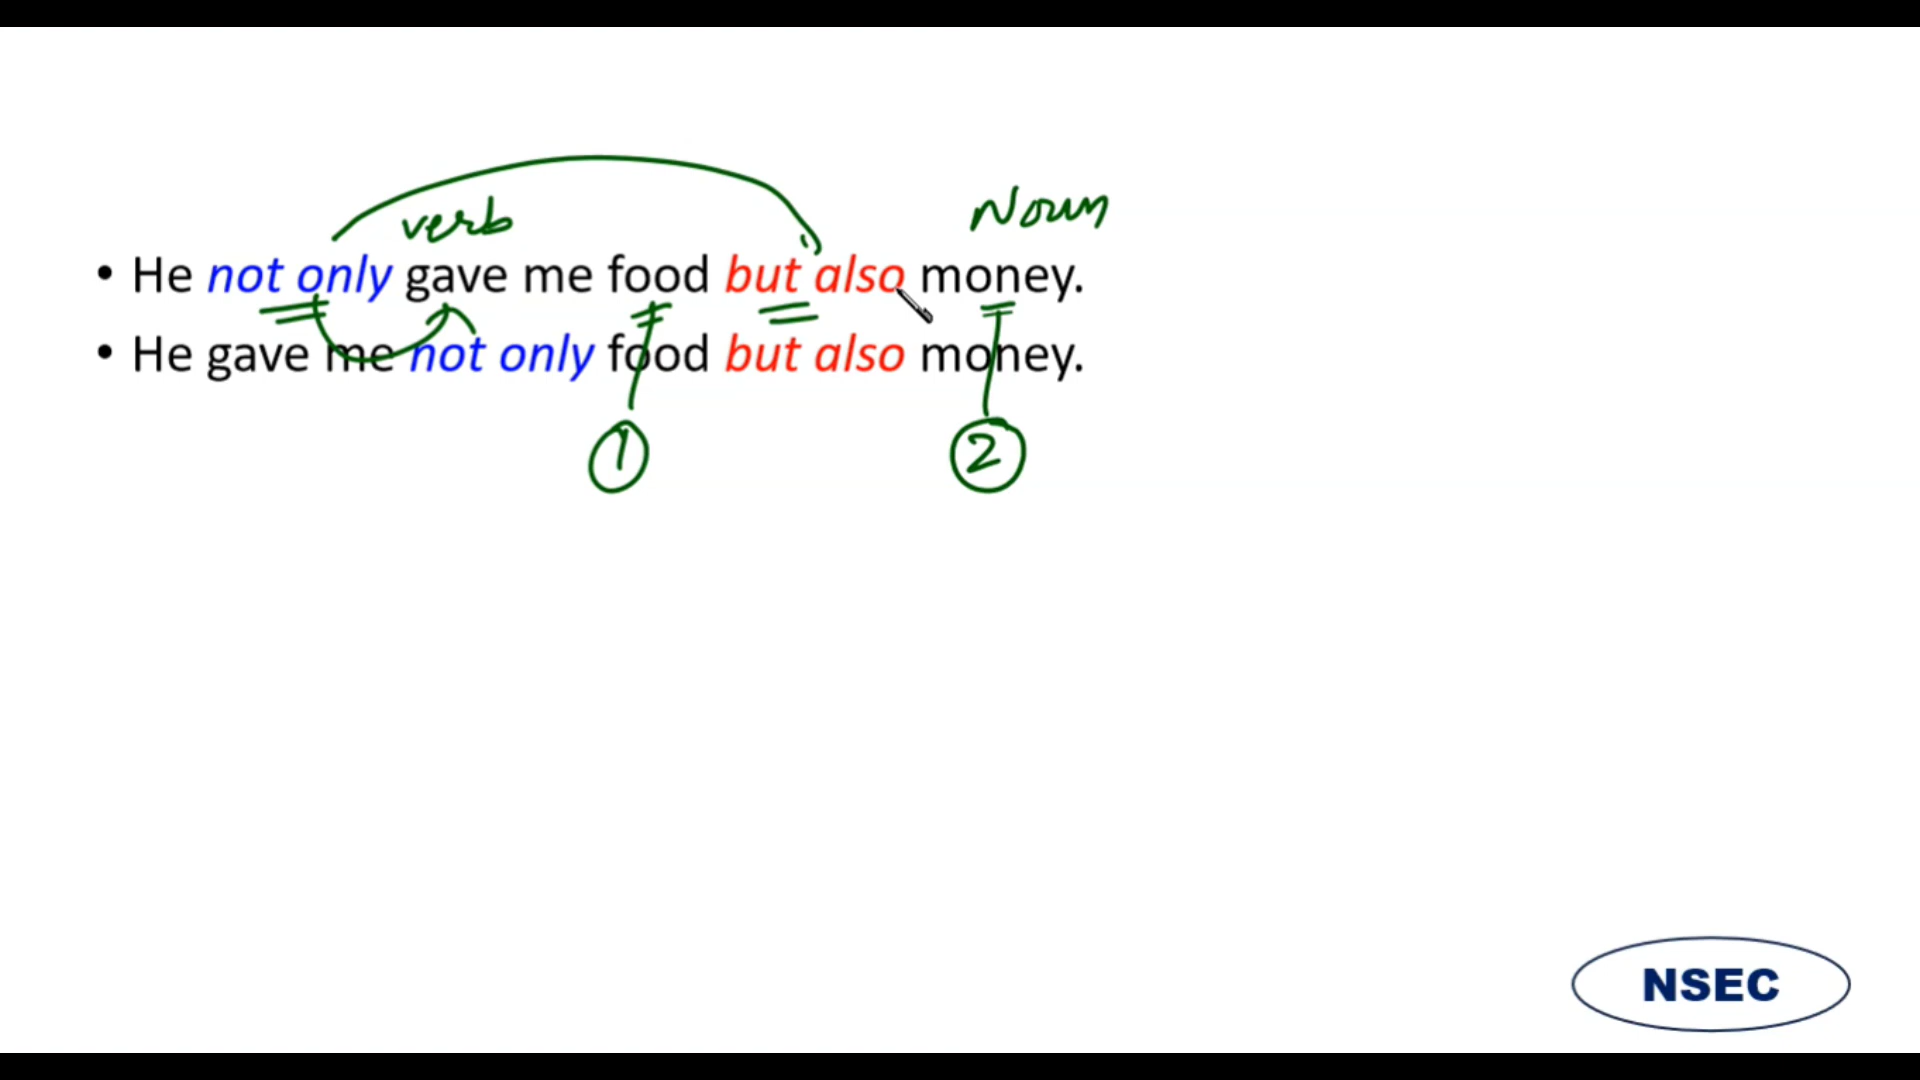 verb Noun
• He not only gave me food but also money.
• He gave me not only food but also money.
1 2
NSEC